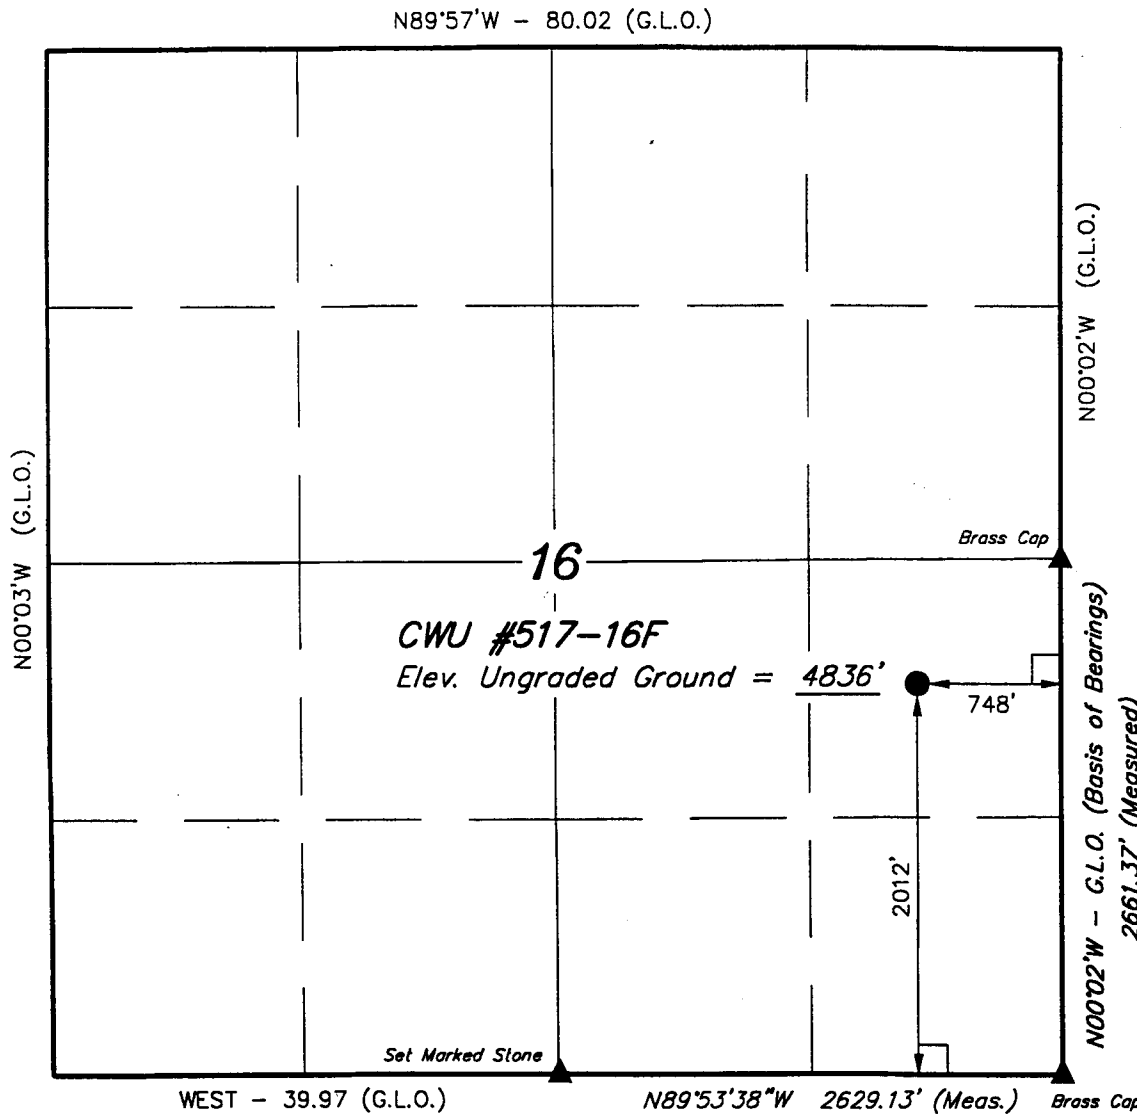 N89°57'W - 80.02 (G.L.O.)
N00°02'W (G.L.O.)
N00°03'W (G.L.O.)
Brass Cap
16
CWU #517-16F
Elev. Ungraded Ground = 4836'
748'
2012'
N00°02'W - G.L.O. (Basis of Bearings)
2661.37' (Measured)
Set Marked Stone
WEST - 39.97 (G.L.O.)
N89°53'38"W 2629.13' (Meas.)
Brass Cap